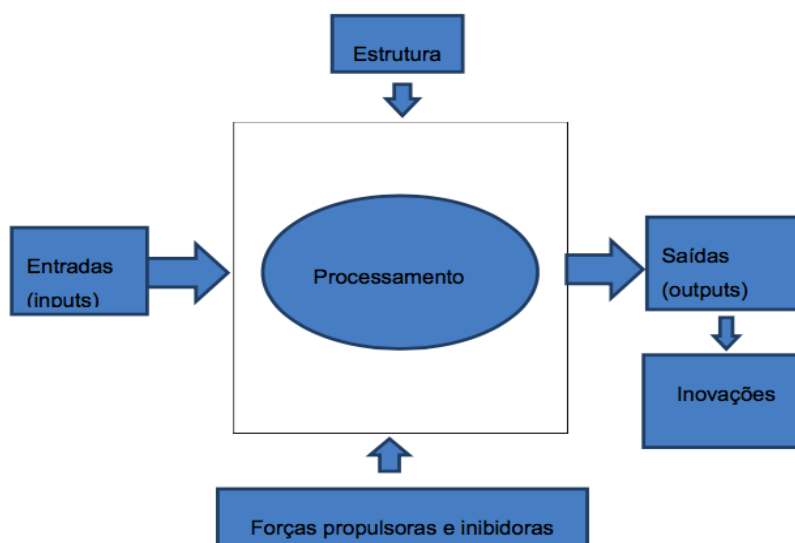 Estrutura
Entradas
(inputs)
Processamento
Saídas
(outputs)
Inovações
Forças propulsoras e inibidoras